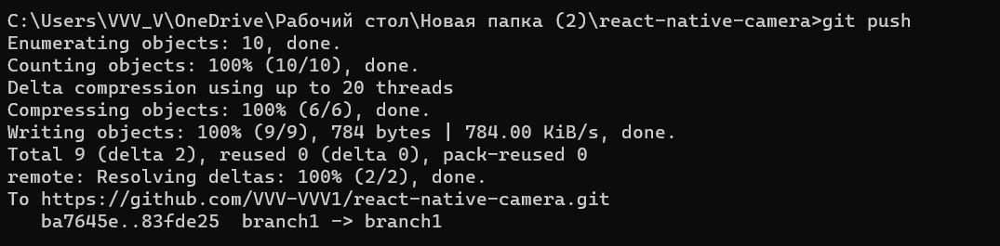 C:\Users\VVV_V\OneDrive\Рабочий стол\Новая папка (2)\react-native-camera>git push
Enumerating objects: 10, done.
Counting objects: 100% (10/10), done.
Delta compression using up to 20 threads
Compressing objects: 100% (6/6), done.
Writing objects: 100% (9/9), 784 bytes | 784.00 KiB/s, done.
Total 9 (delta 2), reused 0 (delta 0), pack-reused 0
remote: Resolving deltas: 100% (2/2), done.
To https://github.com/VVV-VVV1/react-native-camera.git
   ba7645e..83fde25  branch1 -> branch1